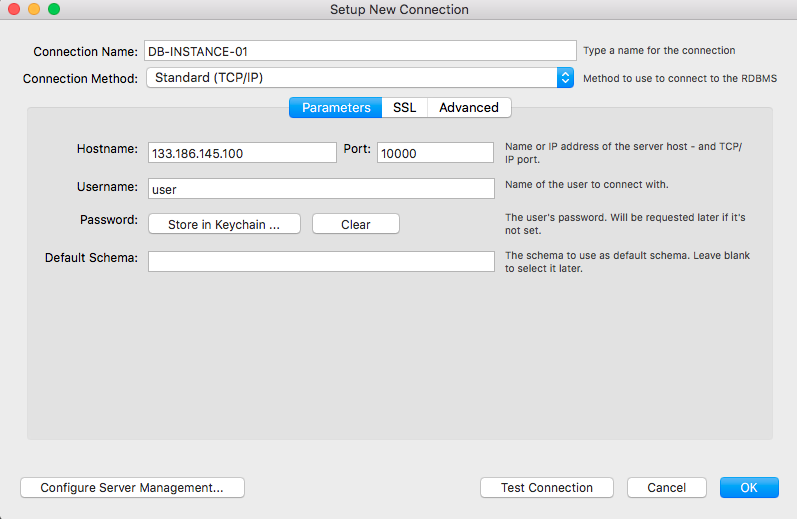 Setup New Connection
Connection Name: DB-INSTANCE-01 Type a name for the connection
Connection Method: Standard (TCP/IP) Method to use to connect to the RDBMS
Parameters SSL Advanced
Hostname: 133.186.145.100 Port: 10000 Name or IP address of the server host - and TCP/
IP port.
Username: user Name of the user to connect with.
Password: Store in Keychain ... Clear The user's password. Will be requested later if it's
not set.
Default Schema: The schema to use as default schema. Leave blank
to select it later.
Configure Server Management... Test Connection Cancel OK